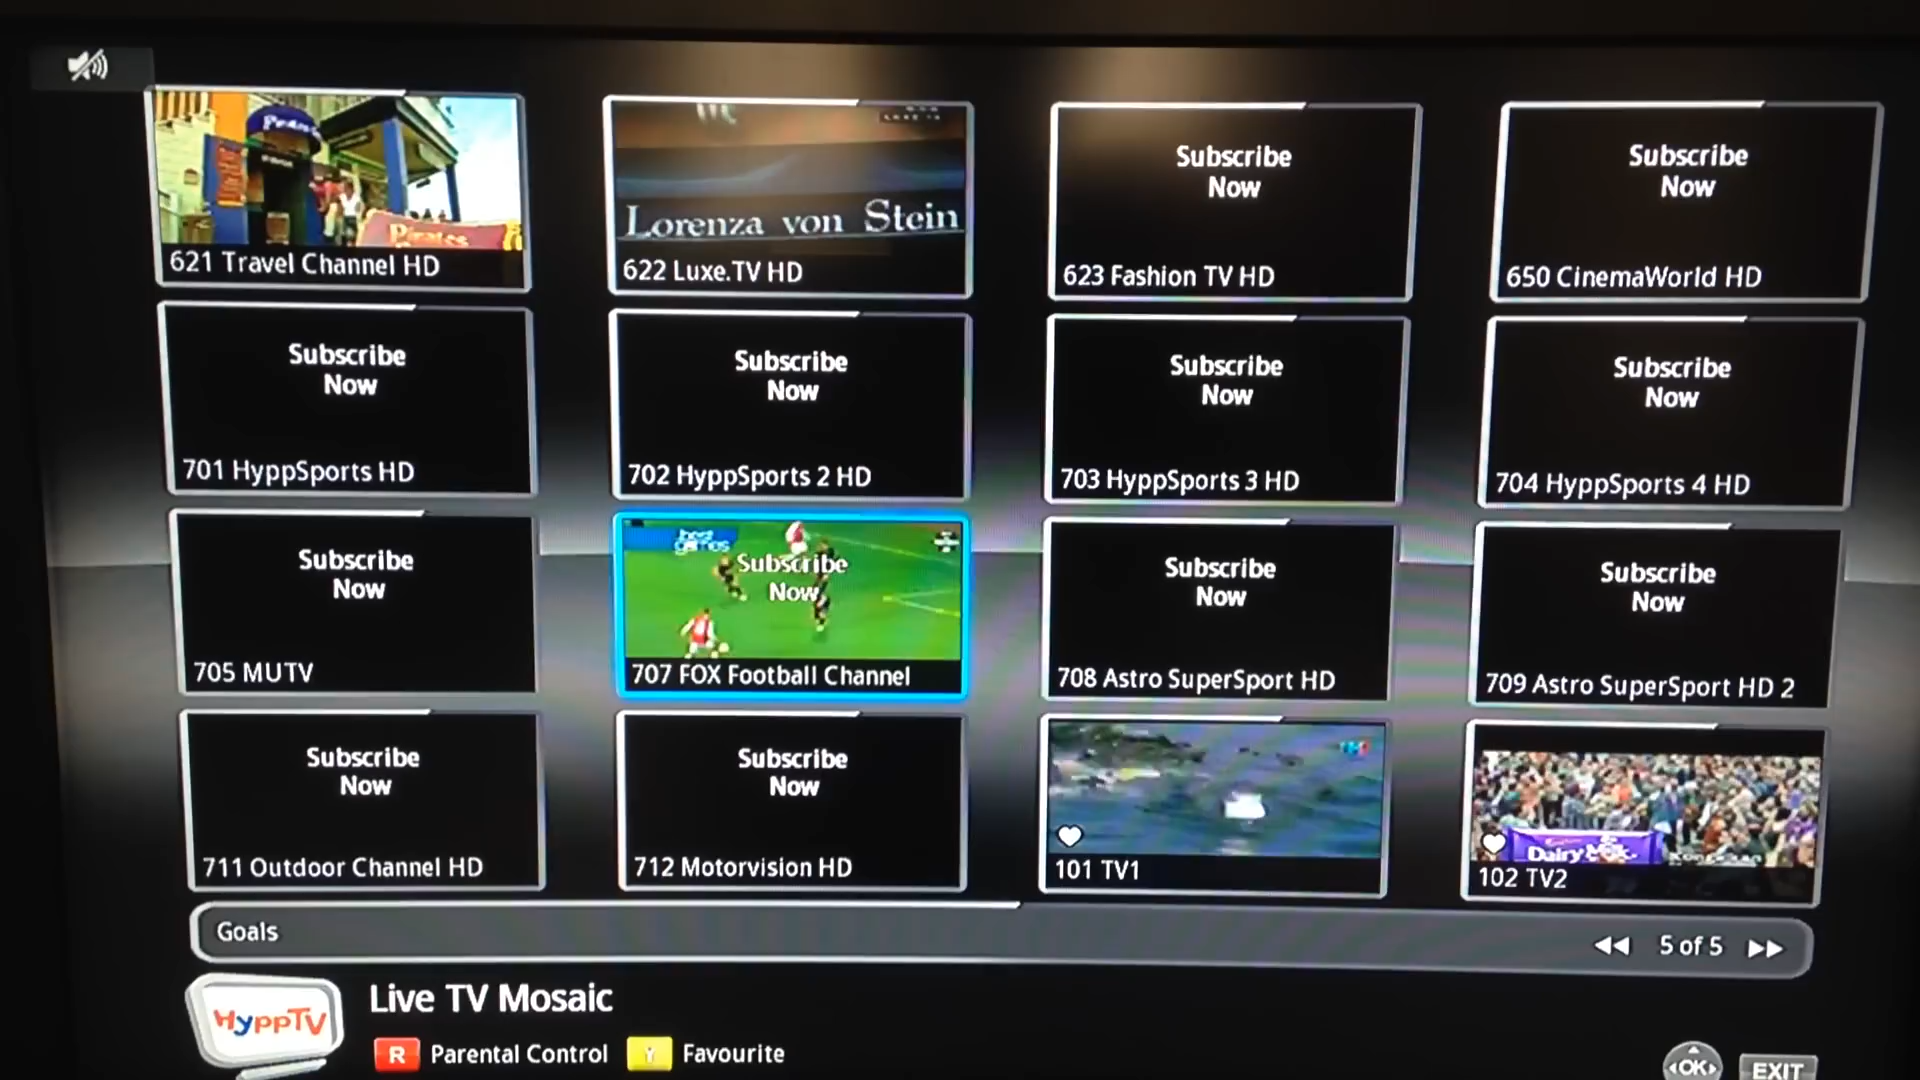 Pirates
621 Travel Channel HD
Lorenza von Stein
622 Luxe.TV HD
Subscribe
Now
623 Fashion TV HD
Subscribe
Now
650 CinemaWorld HD
Subscribe
Now
701 HyppSports HD
Subscribe
Now
702 HyppSports 2 HD
Subscribe
Now
703 HyppSports 3 HD
Subscribe
Now
704 HyppSports 4 HD
Subscribe
Now
705 MUTV
best
games
Subscribe
Now
707 FOX Football Channel
Subscribe
Now
708 Astro SuperSport HD
Subscribe
Now
709 Astro SuperSport HD 2
Subscribe
Now
711 Outdoor Channel HD
Subscribe
Now
712 Motorvision HD
101 TV1
Dairy Milk
102 TV2
Goals
5 of 5
HyppTV
Live TV Mosaic
R Parental Control
Y Favourite
OK
EXIT